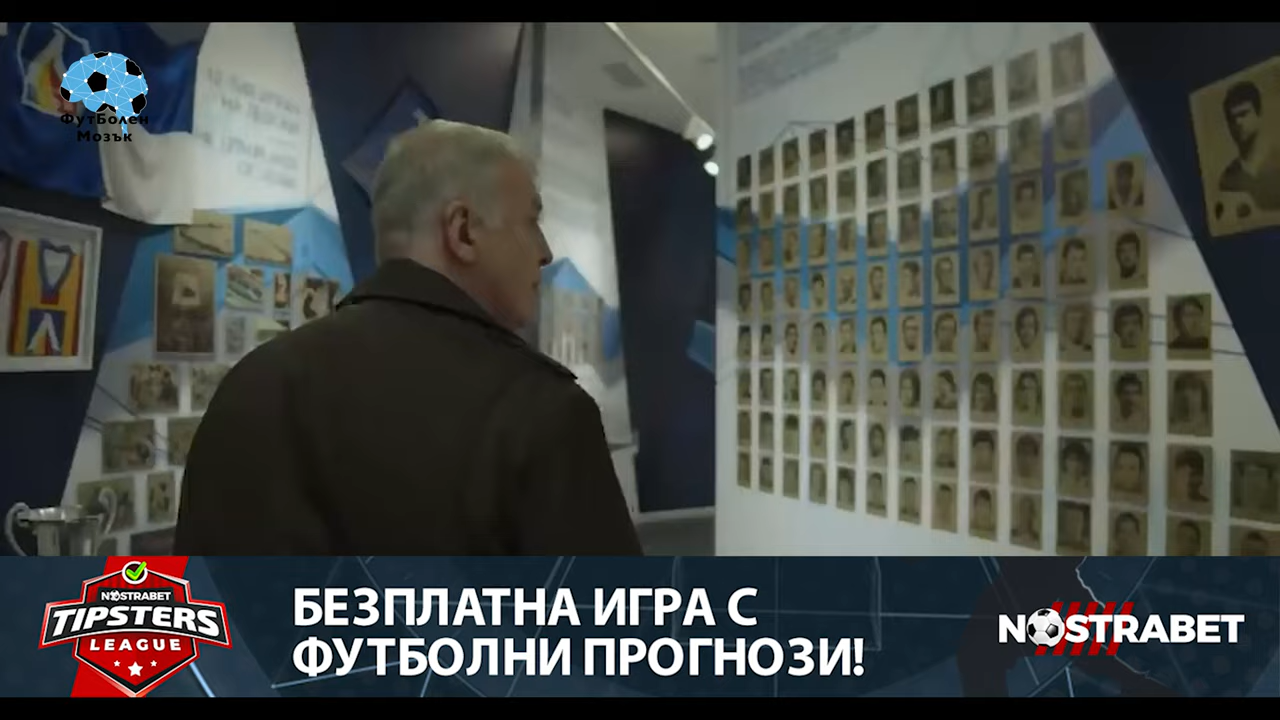 ФутБолен
Мозък
NOSTRABET
TIPSTERS
LEAGUE
БЕЗПЛАТНА ИГРА С
ФУТБОЛНИ ПРОГНОЗИ!
NOSTRABET